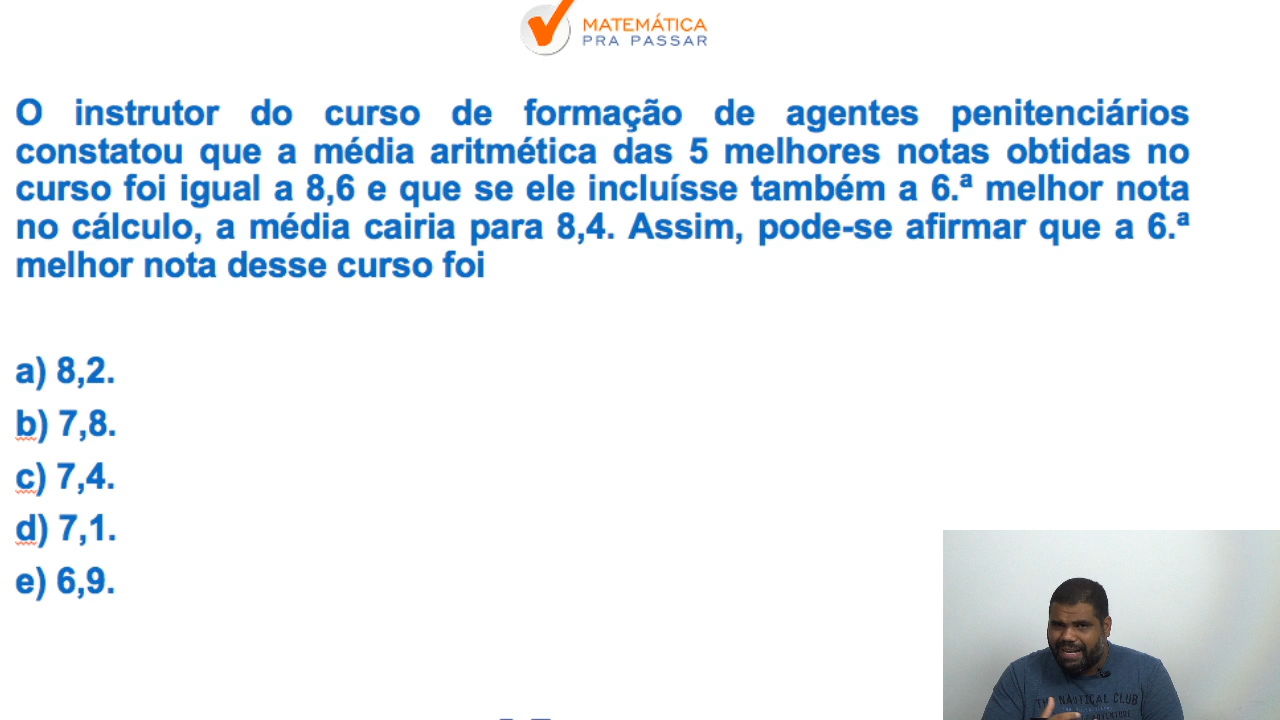 MATEMÁTICA
PRA PASSAR
O instrutor do curso de formação de agentes penitenciários
constatou que a média aritmética das 5 melhores notas obtidas no
curso foi igual a 8,6 e que se ele incluísse também a 6.ª melhor nota
no cálculo, a média cairia para 8,4. Assim, pode-se afirmar que a 6.ª
melhor nota desse curso foi
a) 8,2.
b) 7,8.
c) 7,4.
d) 7,1.
e) 6,9.
THE NAUTICAL CLUB